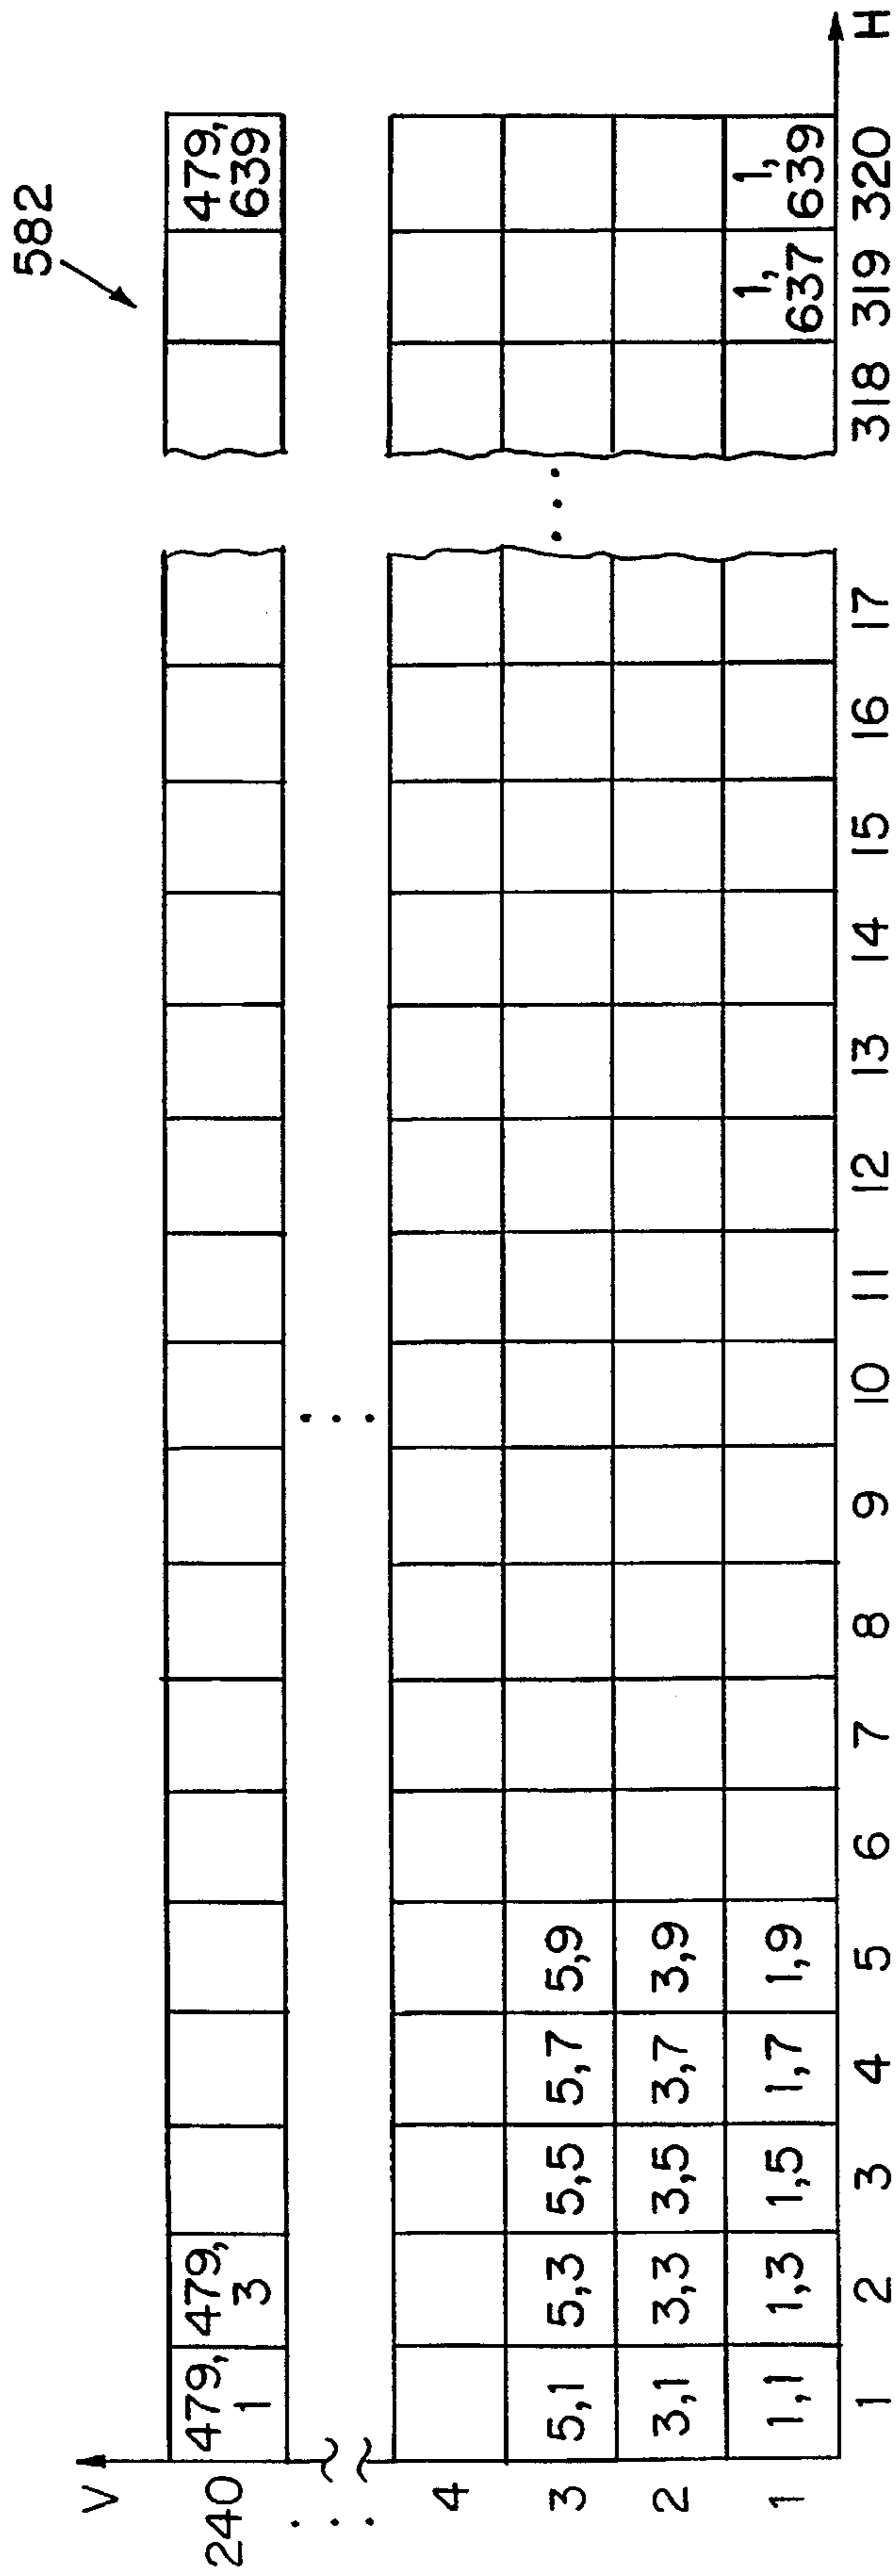 582
V
240 479, 1 479, 3 479, 639
4
3 5,1 5,3 5,5 5,7 5,9
2 3,1 3,3 3,5 3,7 3,9
1 1,1 1,3 1,5 1,7 1,9 1, 637 1, 639
1 2 3 4 5 6 7 8 9 10 11 12 13 14 15 16 17 318 319 320 H